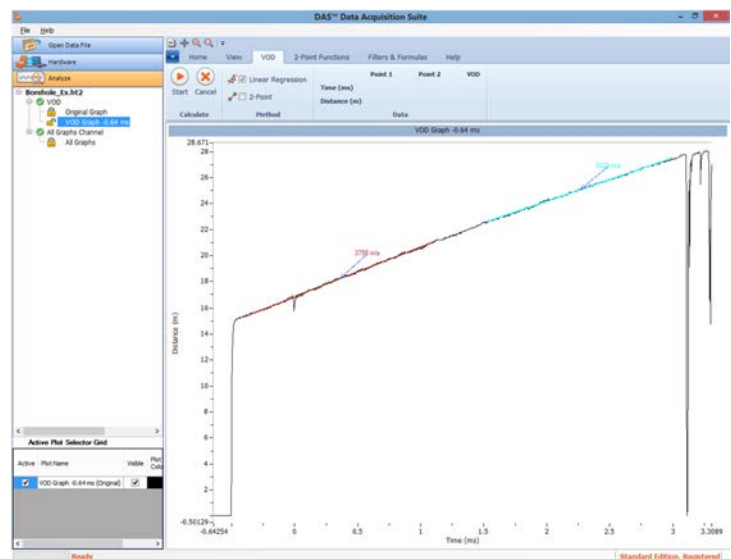 DAS™ Data Acquisition Suite
File Help
Open Data File
Hardware
Analyze
Borehole_Ex.ht2
VOD
Original Graph
VOD Graph -0.64 ms
All Graphs Channel
All Graphs
Active Plot Selector Grid
Active Plot Name Visible Plot
VOD Graph -0.64 ms (Original)
Ready
Home View VOD 2-Point Functions Filters & Formulas Help
Start Cancel
Linear Regression
2-Point
Calculate Method
Point 1 Point 2 VOD
Time (ms)
Distance (m)
Data
VOD Graph -0.64 ms
28.671
28
26
24
22
20
18
16
14
12
10
8
6
4
2
-0.50129
Distance (m)
-0.64254 0 0.5 1 1.5 2 2.5 3 3.3089
Time (ms)
Standard Edition, Registered